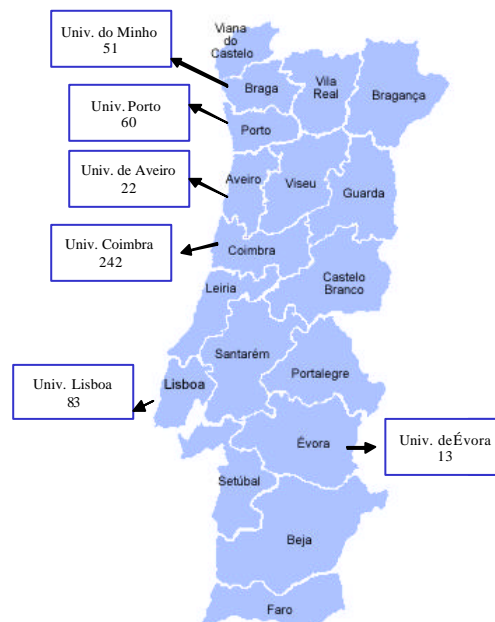 Univ. do Minho
51
Viana
do
Castelo
Braga
Vila
Real
Bragança
Univ. Porto
60
Porto
Univ. de Aveiro
22
Aveiro
Viseu
Guarda
Univ. Coimbra
242
Coimbra
Castelo
Branco
Leiria
Santarém
Univ. Lisboa
83
Lisboa
Portalegre
Évora
Univ. de Évora
13
Setúbal
Beja
Faro